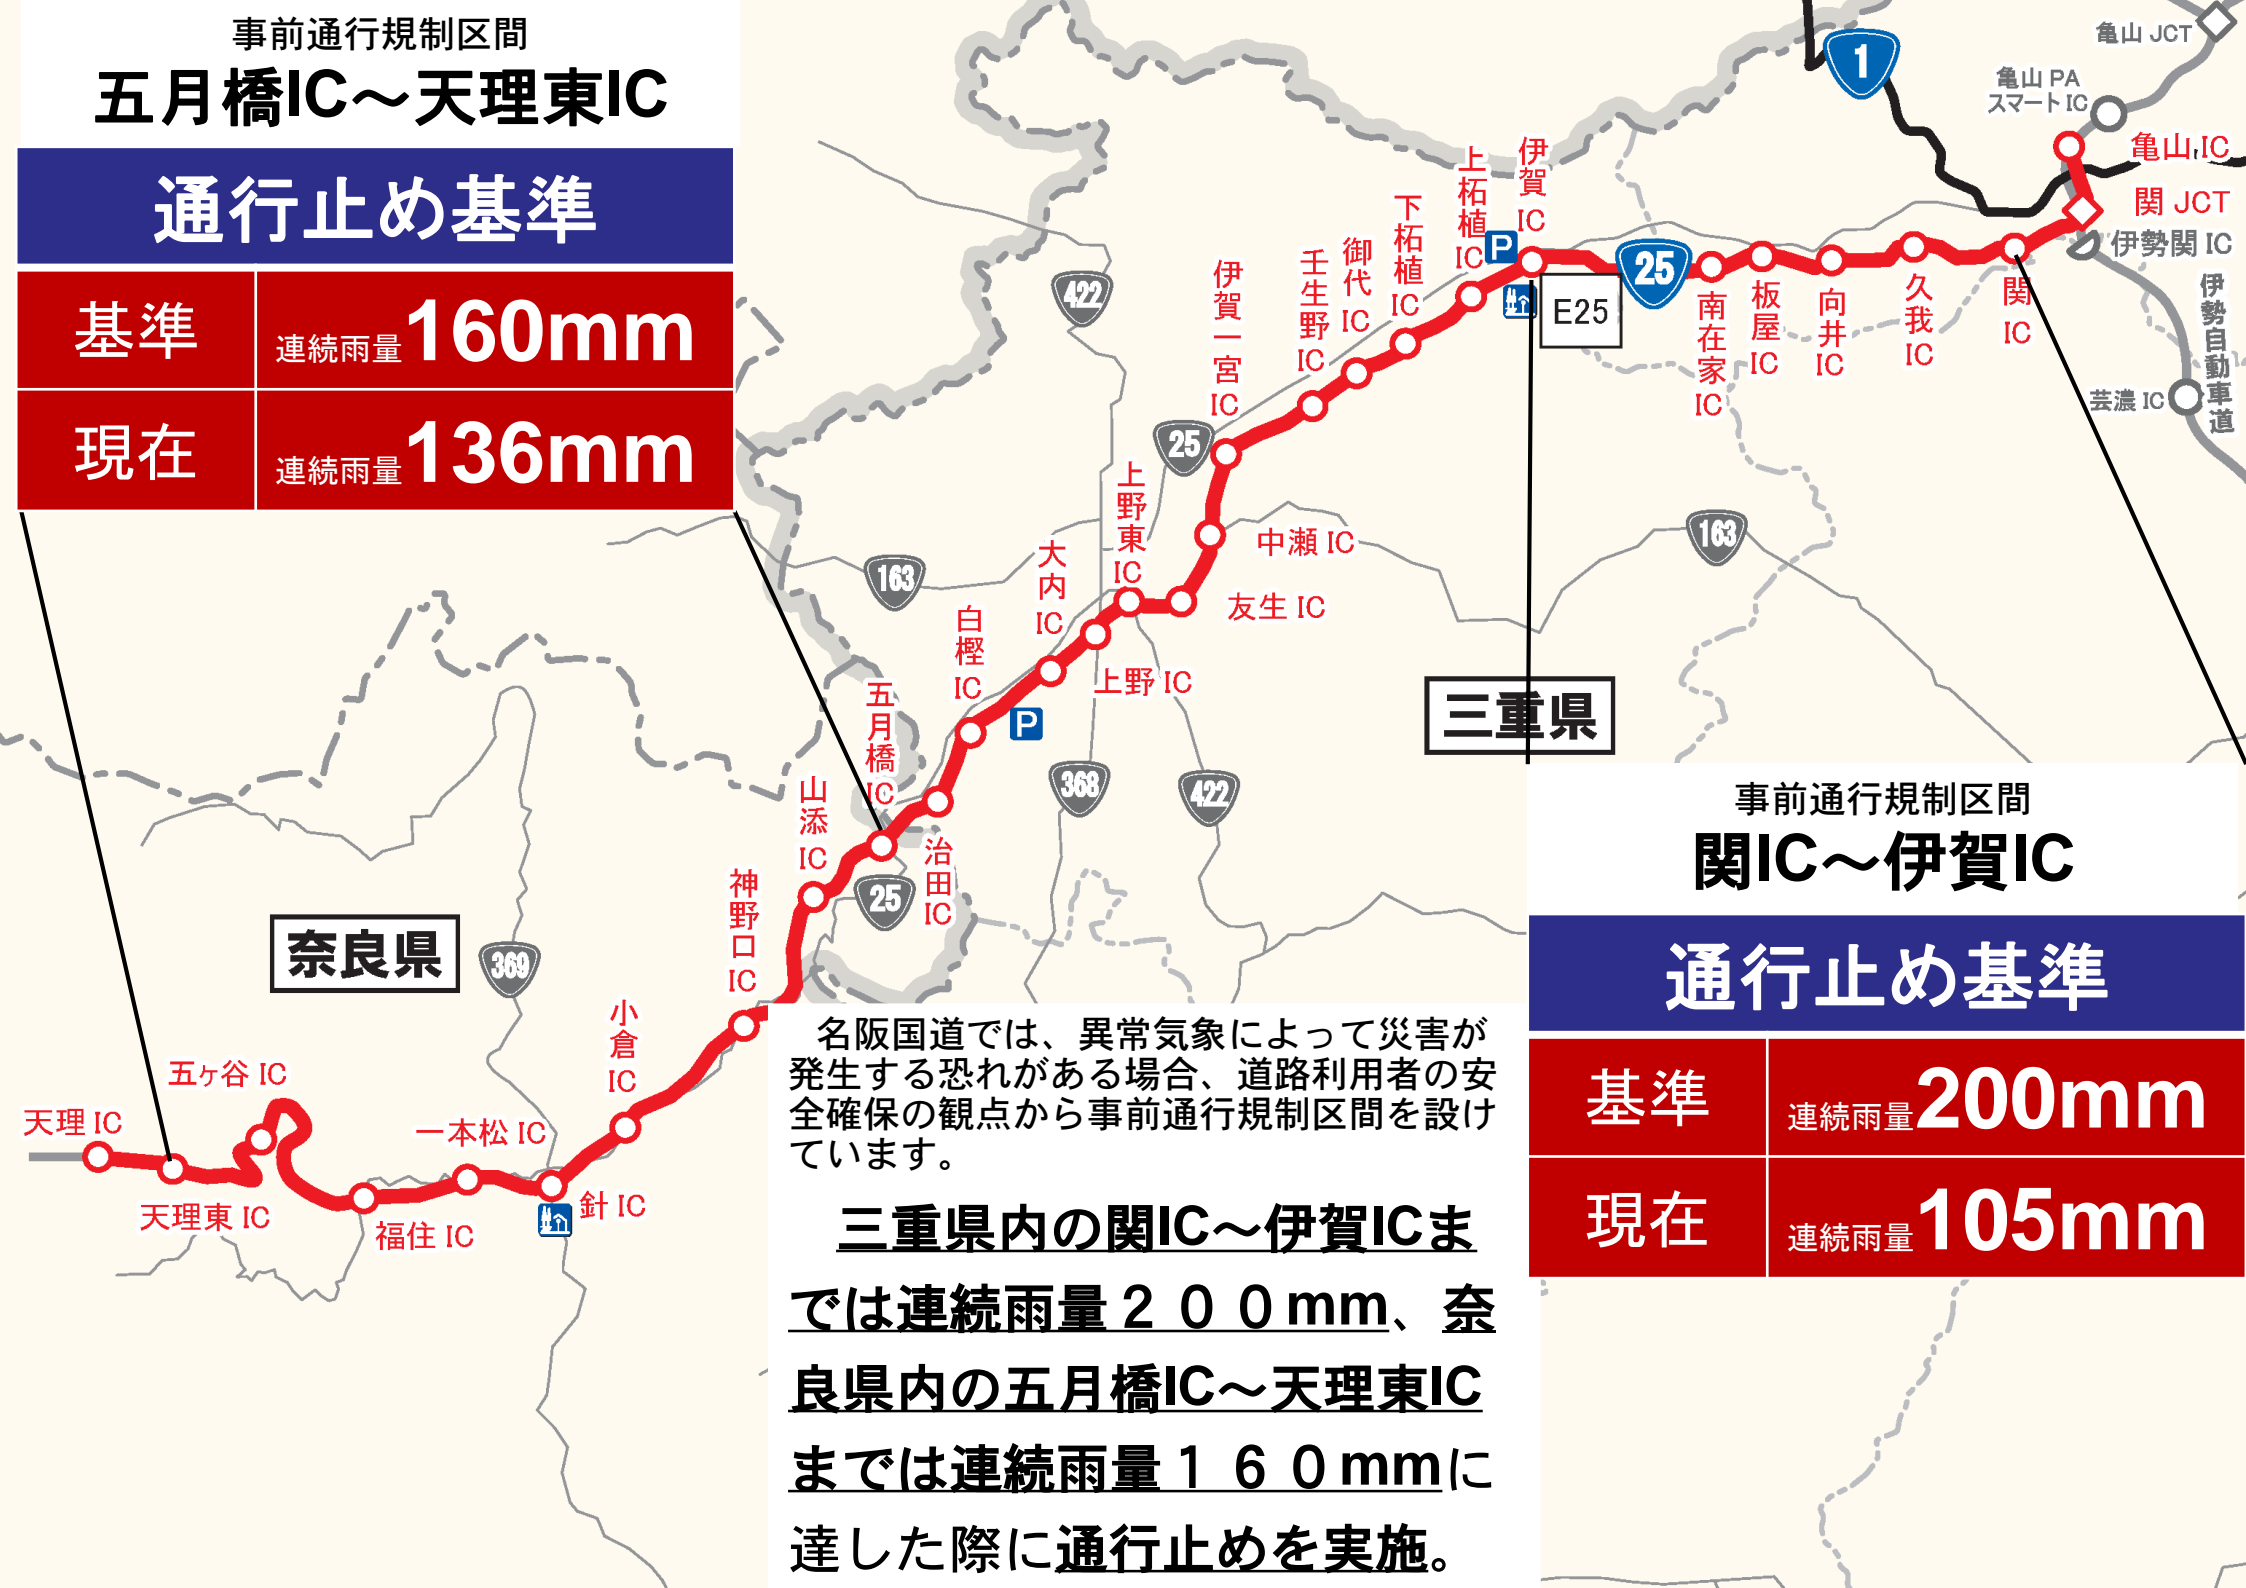 事前通行規制区間
五月橋IC～天理東IC
通行止め基準
基準
連続雨量160mm
現在
連続雨量136mm
亀山 JCT
1
亀山 PA
スマート IC
亀山 IC
関 JCT
伊勢関 IC
伊勢自動車道
芸濃 IC
関 IC
久我 IC
向井 IC
板屋 IC
南在家 IC
25
E25
伊賀 IC
上柘植 IC
P
下柘植 IC
御代 IC
壬生野 IC
伊賀一宮 IC
422
25
163
中瀬 IC
友生 IC
上野東 IC
163
大内 IC
上野 IC
白樫 IC
P
三重県
368
422
五月橋 IC
治田 IC
25
山添 IC
神野口 IC
奈良県
369
小倉 IC
五ヶ谷 IC
天理 IC
一本松 IC
針 IC
天理東 IC
福住 IC
事前通行規制区間
関IC～伊賀IC
通行止め基準
基準
連続雨量200mm
現在
連続雨量105mm
名阪国道では、異常気象によって災害が
発生する恐れがある場合、道路利用者の安
全確保の観点から事前通行規制区間を設け
ています。
三重県内の関IC～伊賀ICま
では連続雨量２００mm、奈
良県内の五月橋IC～天理東IC
までは連続雨量１６０mmに
達した際に通行止めを実施。